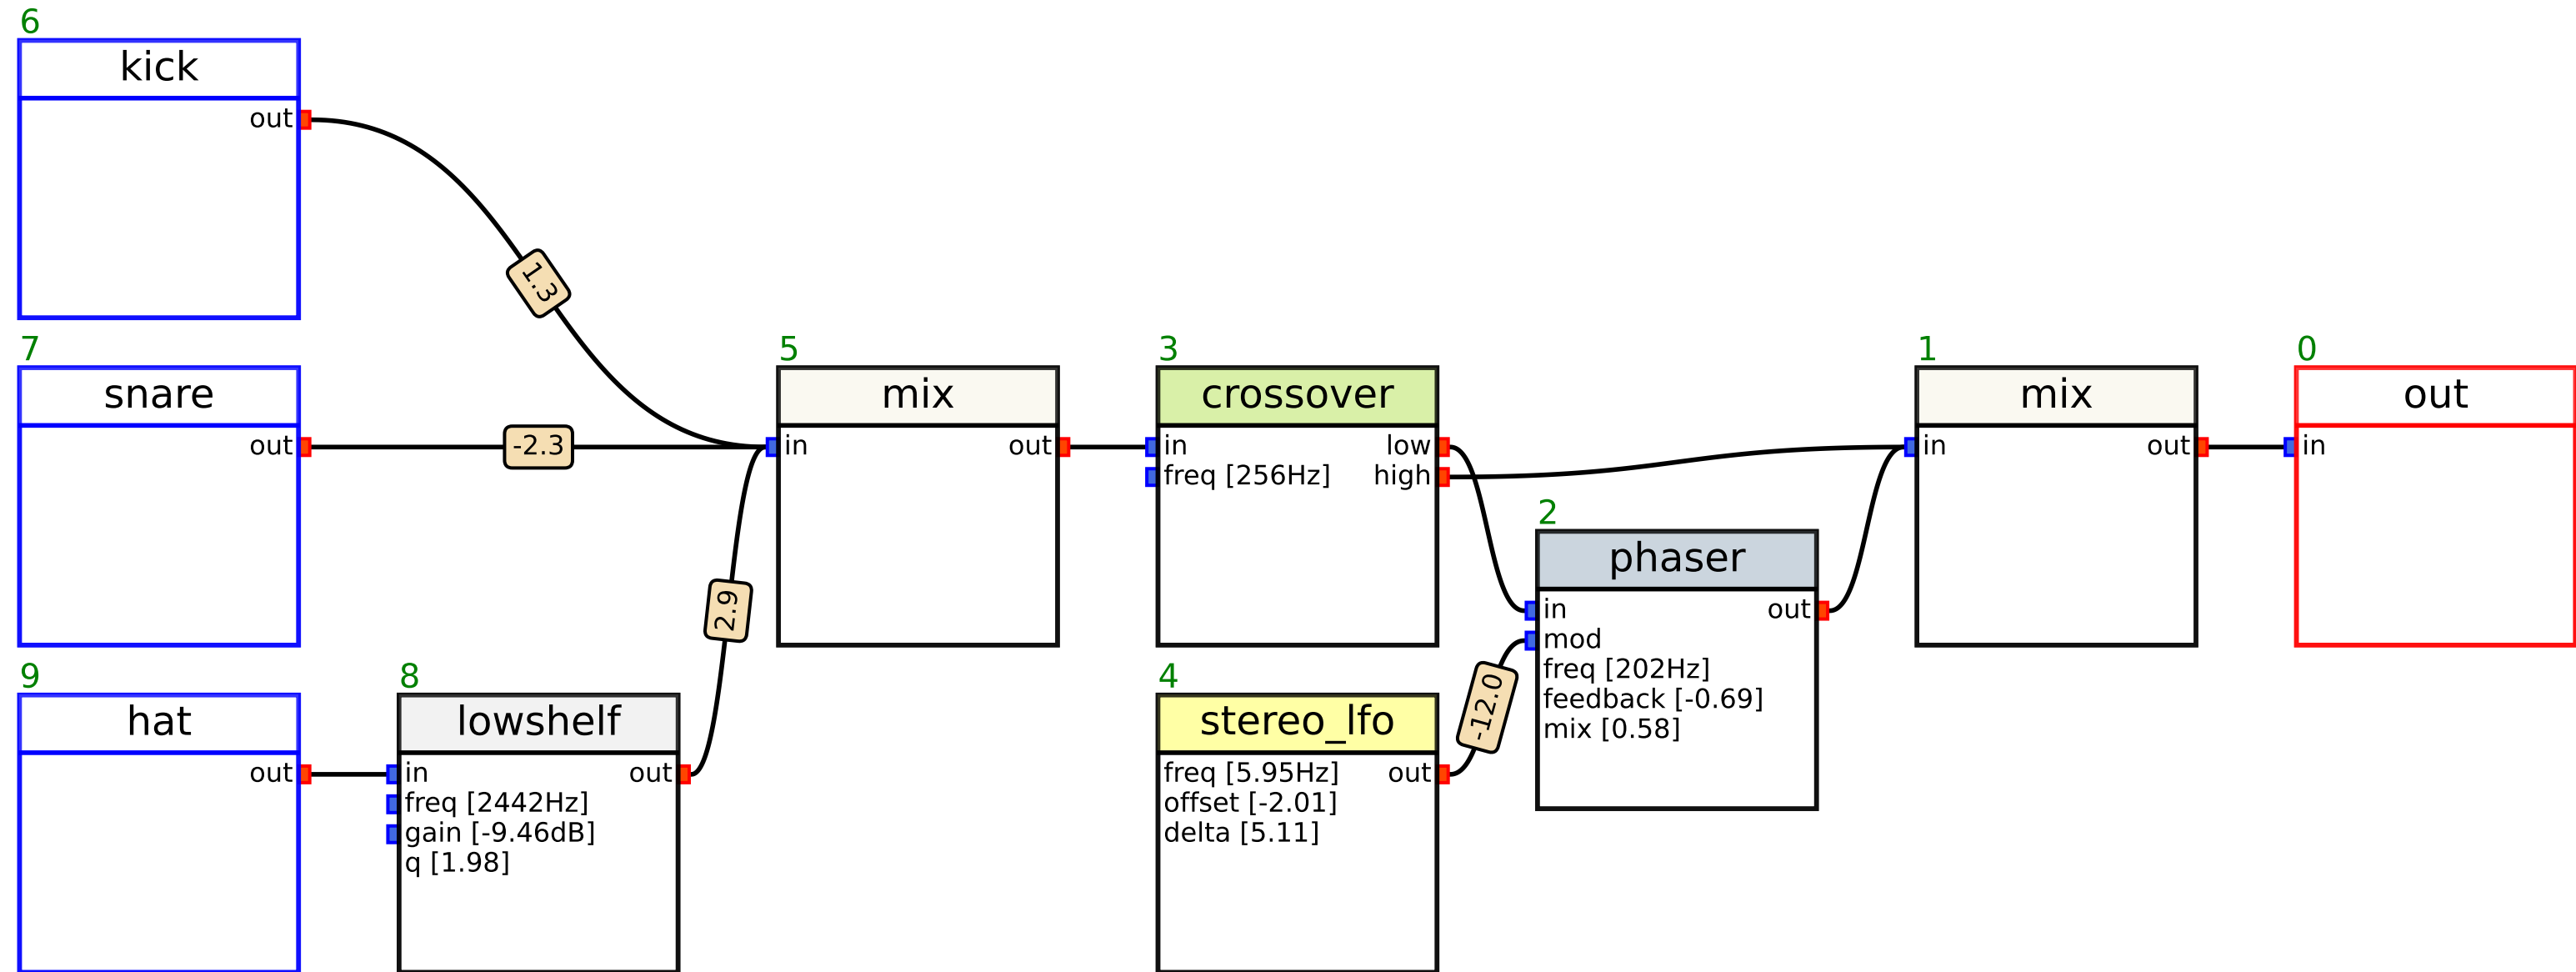 6
kick
out
1.3
7
snare
out
-2.3
9
hat
out
8
lowshelf
in out
freq [2442Hz]
gain [-9.46dB]
q [1.98]
2.9
5
mix
in out
3
crossover
in low
freq [256Hz] high
4
stereo_lfo
freq [5.95Hz] out
offset [-2.01]
delta [5.11]
-12.0
2
phaser
in out
mod
freq [202Hz]
feedback [-0.69]
mix [0.58]
1
mix
in out
0
out
in